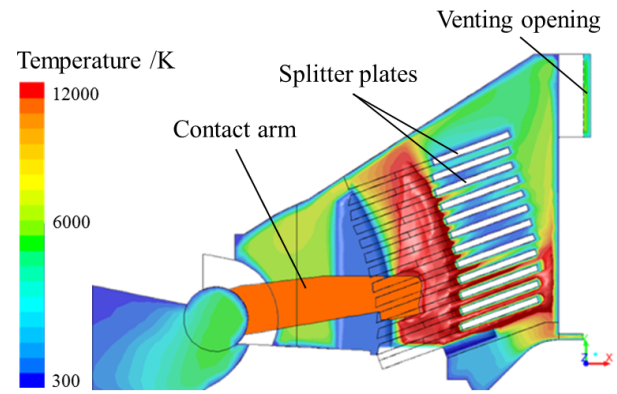 Venting opening
Temperature /K
Splitter plates
12000
Contact arm
6000
300
Y
Z
X